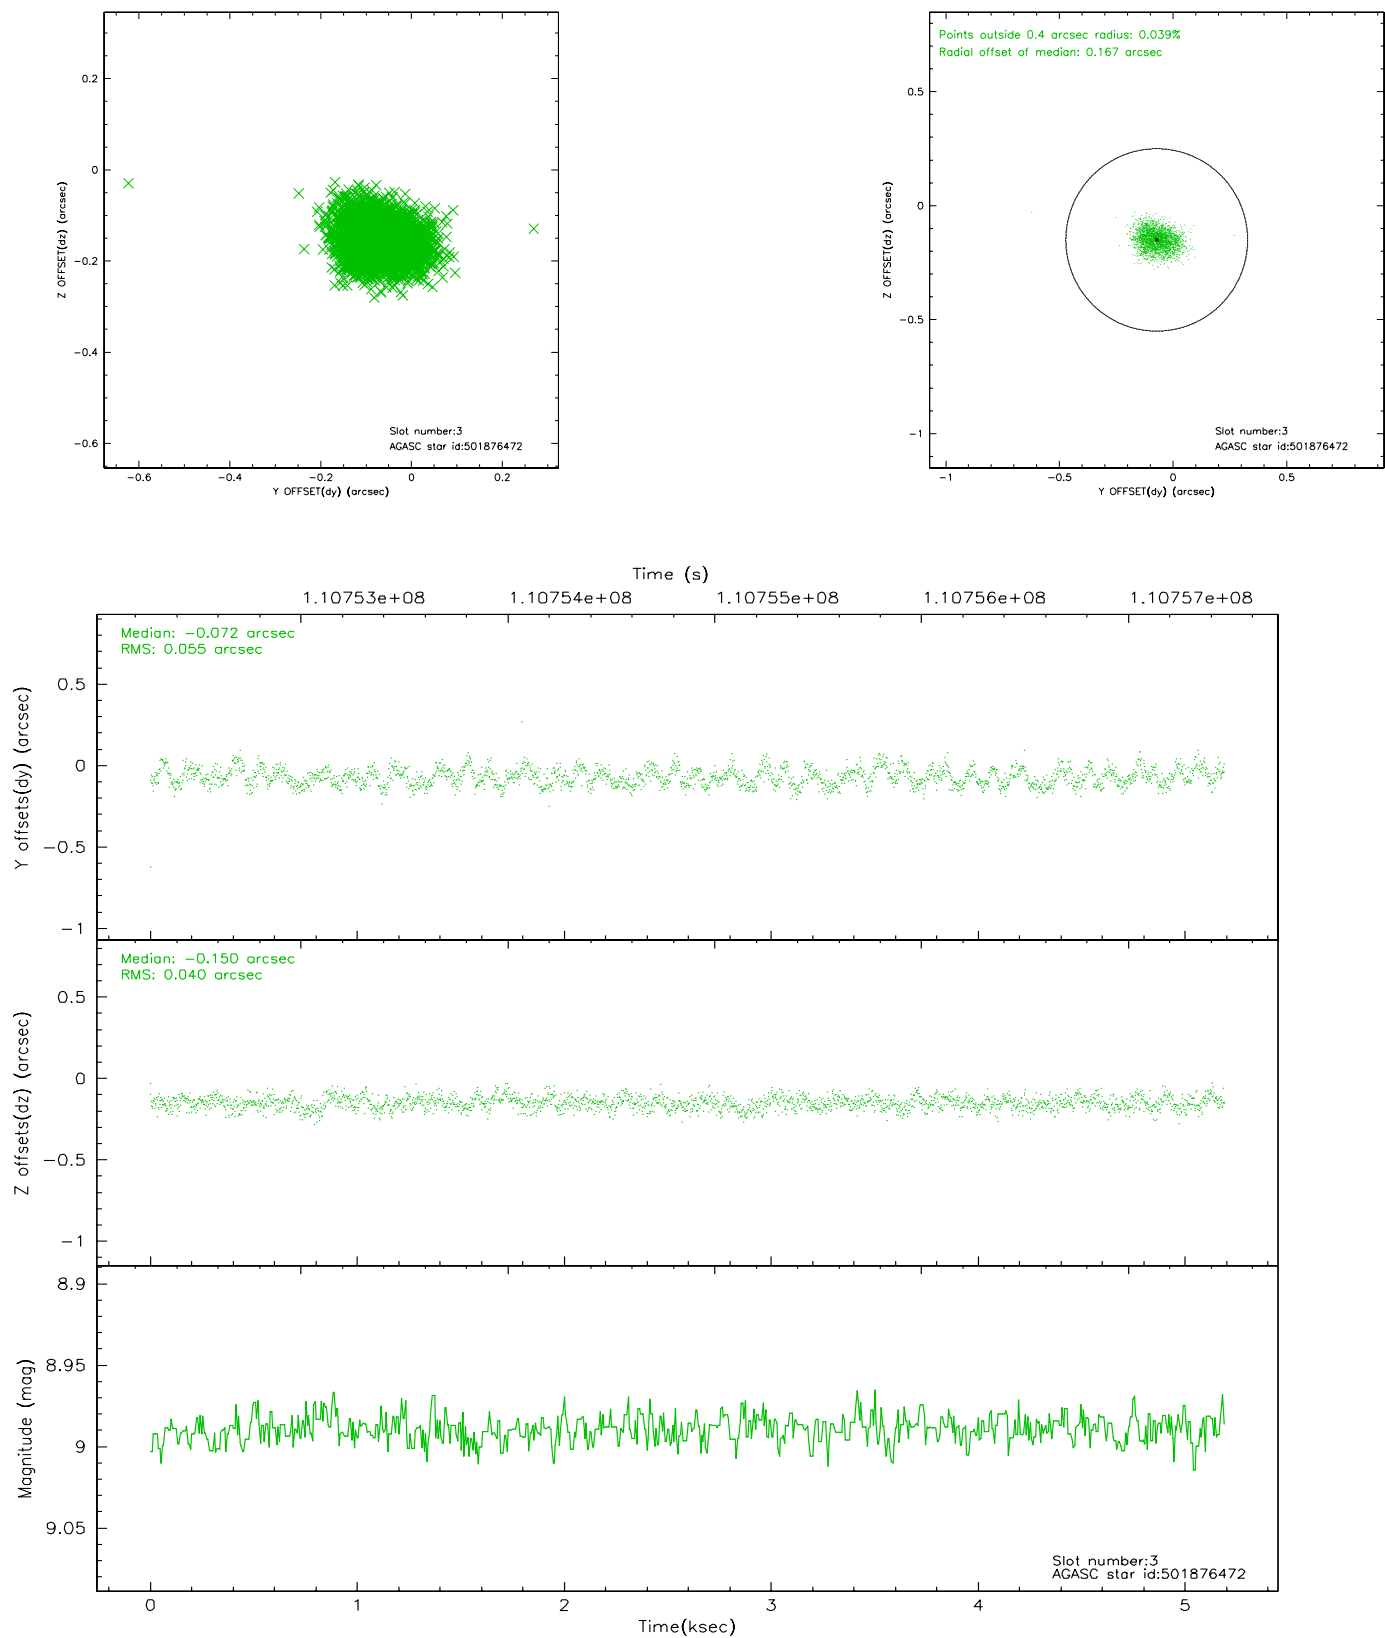 0.2
0
−0.2
−0.4
−0.6
Z OFFSET(dz) (arcsec)
Slot number:3
AGASC star id:501876472
−0.6
−0.4
−0.2
0
0.2
Y OFFSET(dy) (arcsec)
Points outside 0.4 arcsec radius: 0.039%
Radial offset of median: 0.167 arcsec
0.5
0
−0.5
−1
Z OFFSET(dz) (arcsec)
Slot number:3
AGASC star id:501876472
−1
−0.5
0
0.5
Y OFFSET(dy) (arcsec)
Time (s)
1.10753e+08
1.10754e+08
1.10755e+08
1.10756e+08
1.10757e+08
Median: −0.072 arcsec
RMS: 0.055 arcsec
0.5
0
−0.5
−1
Y offsets(dy) (arcsec)
Median: −0.150 arcsec
RMS: 0.040 arcsec
0.5
0
−0.5
−1
Z offsets(dz) (arcsec)
8.9
8.95
9
9.05
Magnitude (mag)
Slot number:3
AGASC star id:501876472
0
1
2
3
4
5
Time(ksec)